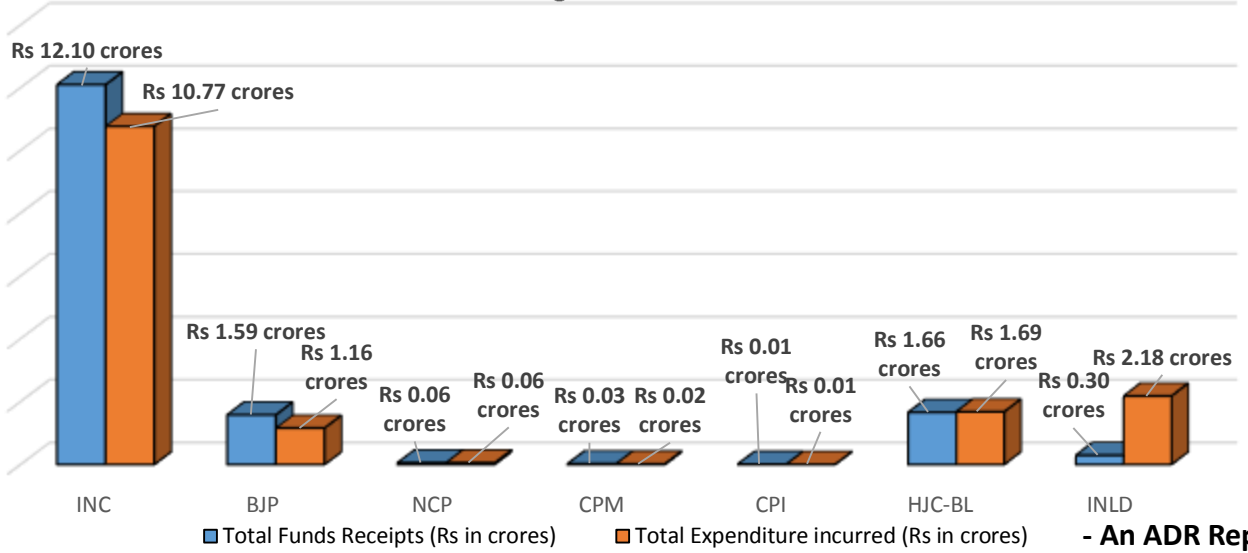 Rs 12.10 crores
Rs 10.77 crores
Rs 1.59 crores
Rs 1.16
crores
Rs 0.06
crores
Rs 0.06
crores
Rs 0.03
crores
Rs 0.02
crores
Rs 0.01
crores
Rs 0.01
crores
Rs 1.66
crores
Rs 1.69
crores
Rs 0.30
crores
Rs 2.18 crores
INC BJP NCP CPM CPI HJC-BL INLD
Total Funds Receipts (Rs in crores) Total Expenditure incurred (Rs in crores) - An ADR Rep